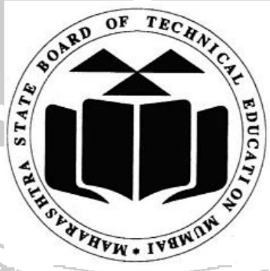 MAHARASHTRA STATE BOARD OF TECHNICAL EDUCATION MUMBAI *